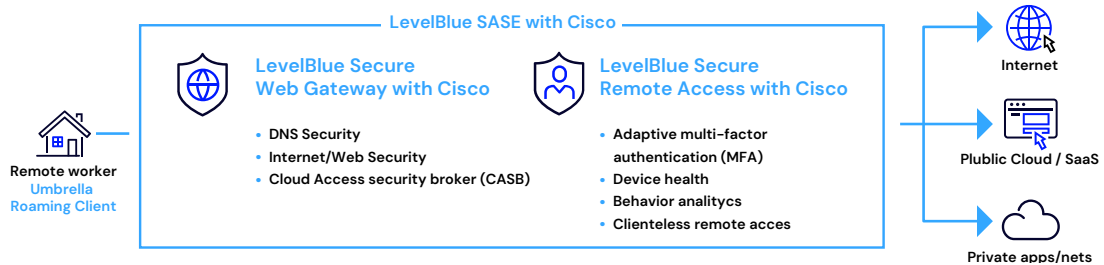 LevelBlue SASE with Cisco
LevelBlue Secure
Web Gateway with Cisco
• DNS Security
• Internet/Web Security
• Cloud Access security broker (CASB)
LevelBlue Secure
Remote Access with Cisco
• Adaptive multi-factor
authentication (MFA)
• Device health
• Behavior analitycs
• Clienteless remote acces
Remote worker
Umbrella
Roaming Client
Internet
Plublic Cloud / SaaS
Private apps/nets